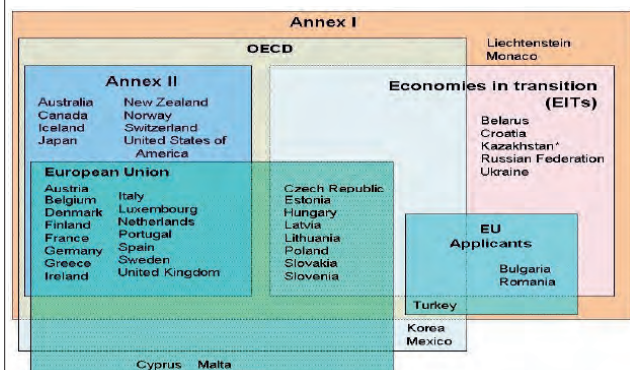 Annex I
OECD
Liechtenstein
Monaco
Annex II
Australia
Canada
Iceland
Japan
New Zealand
Norway
Switzerland
United States of
America
Economies in transition
(EITs)
Belarus
Croatia
Kazakhstan*
Russian Federation
Ukraine
European Union
Austria
Belgium
Denmark
Finland
France
Germany
Greece
Ireland
Italy
Luxembourg
Netherlands
Portugal
Spain
Sweden
United Kingdom
Czech Republic
Estonia
Hungary
Latvia
Lithuania
Poland
Slovakia
Slovenia
EU
Applicants
Bulgaria
Romania
Turkey
Korea
Mexico
Cyprus Malta